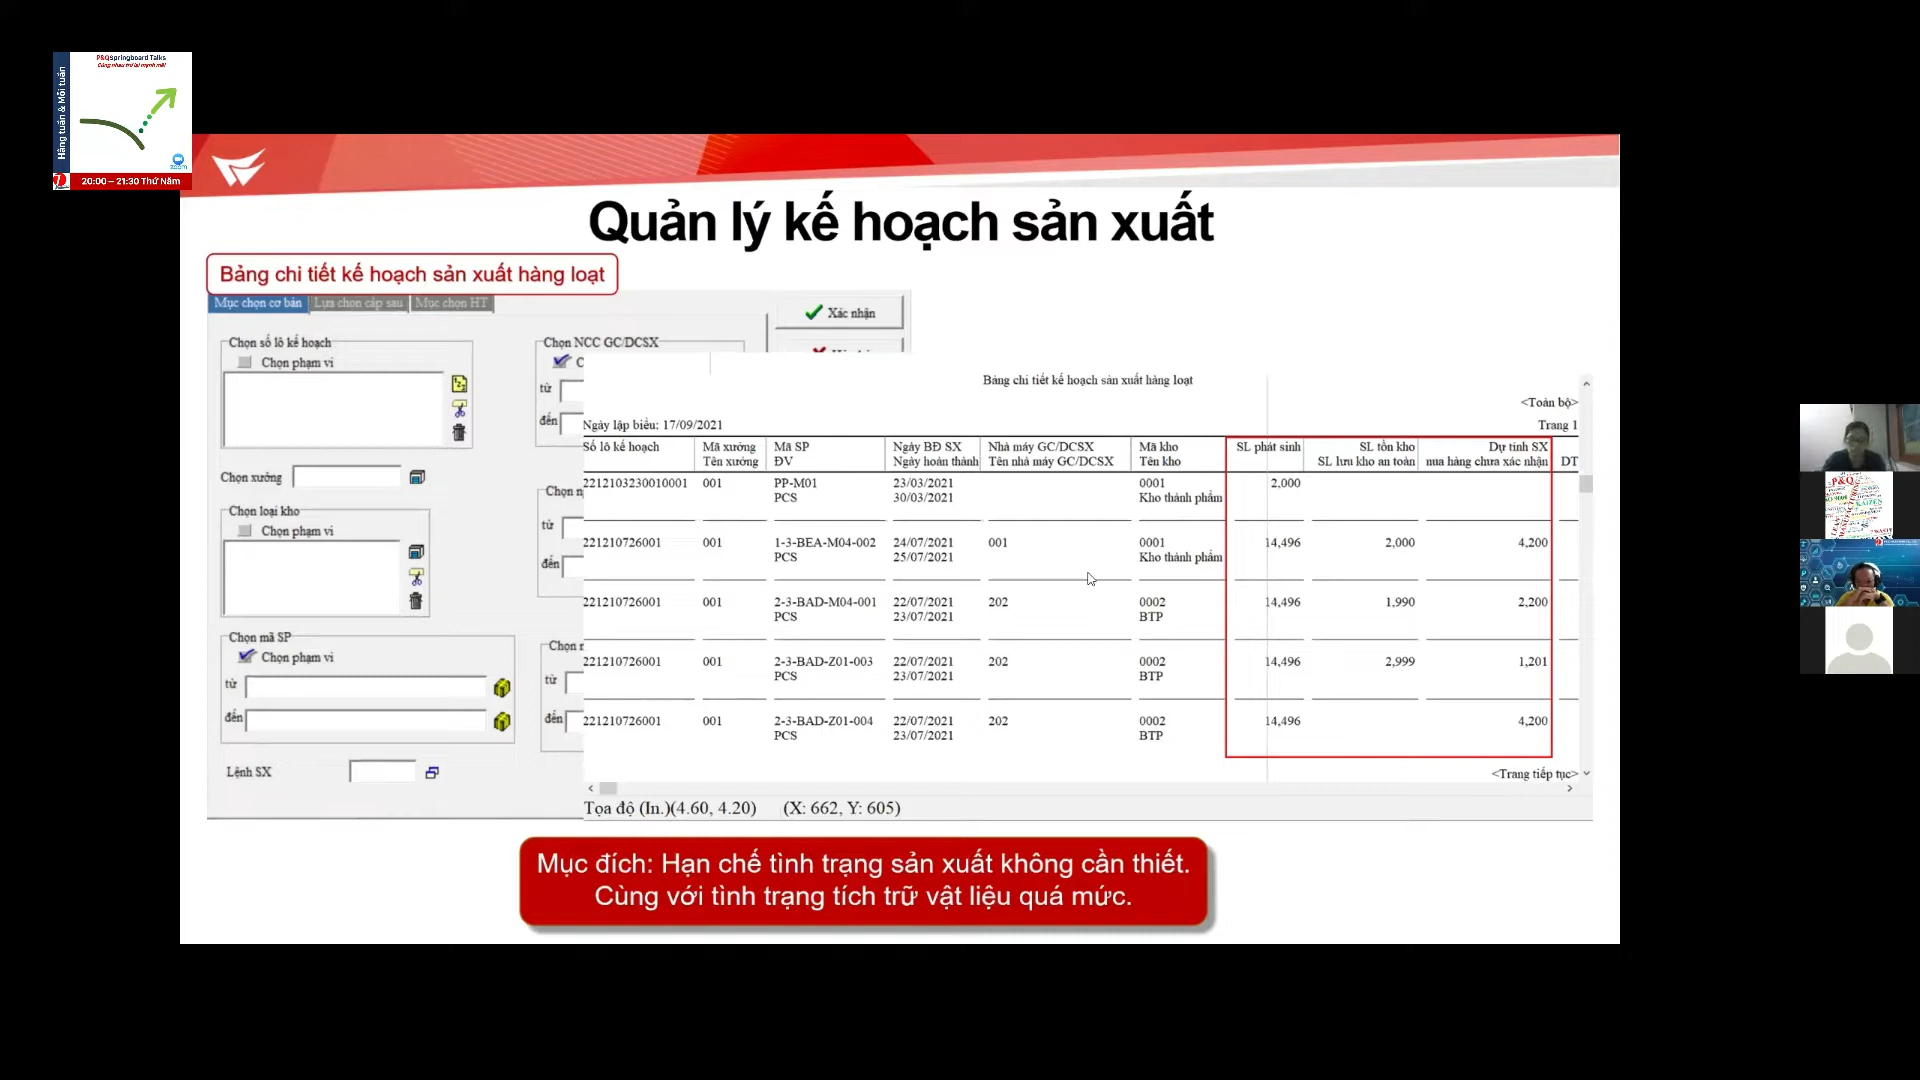 P&QSpringboard Talks
Cùng nhau trở lại mạnh mẽ!
Hàng tuần & Mỗi tuần
zoom
20:00 – 21:30 Thứ Năm
Quản lý kế hoạch sản xuất
Bảng chi tiết kế hoạch sản xuất hàng loạt
Mục chọn cơ bản Lựa chọn cấp sau Mục chọn HT
Xác nhận
Chọn số lô kế hoạch
Chọn phạm vi
Chọn xưởng
Chọn loại kho
Chọn phạm vi
Chọn mã SP
Chọn phạm vi
từ
đến
Lệnh SX
Chọn NCC GC/DCSX
từ
đến
từ
đến
từ
đến
Bảng chi tiết kế hoạch sản xuất hàng loạt
<Toàn bộ>
Ngày lập biểu: 17/09/2021 Trang 1
Số lô kế hoạch Mã xưởng Mã SP Ngày BĐ SX Nhà máy GC/DCSX Mã kho SL phát sinh SL tồn kho Dự tính SX
Tên xưởng ĐV Ngày hoàn thành Tên nhà máy GC/DCSX Tên kho SL lưu kho an toàn mua hàng chưa xác nhận DT
2212103230010001 001 PP-M01 23/03/2021 0001 2,000
PCS 30/03/2021 Kho thành phẩm
221210726001 001 1-3-BEA-M04-002 24/07/2021 001 0001 14,496 2,000 4,200
PCS 25/07/2021 Kho thành phẩm
221210726001 001 2-3-BAD-M04-001 22/07/2021 202 0002 14,496 1,990 2,200
PCS 23/07/2021 BTP
221210726001 001 2-3-BAD-Z01-003 22/07/2021 202 0002 14,496 2,999 1,201
PCS 23/07/2021 BTP
221210726001 001 2-3-BAD-Z01-004 22/07/2021 202 0002 14,496 4,200
PCS 23/07/2021 BTP
<Trang tiếp tục>
Tọa độ (In.)(4.60, 4.20) (X: 662, Y: 605)
Mục đích: Hạn chế tình trạng sản xuất không cần thiết.
Cùng với tình trạng tích trữ vật liệu quá mức.
P&Q
KAIZEN